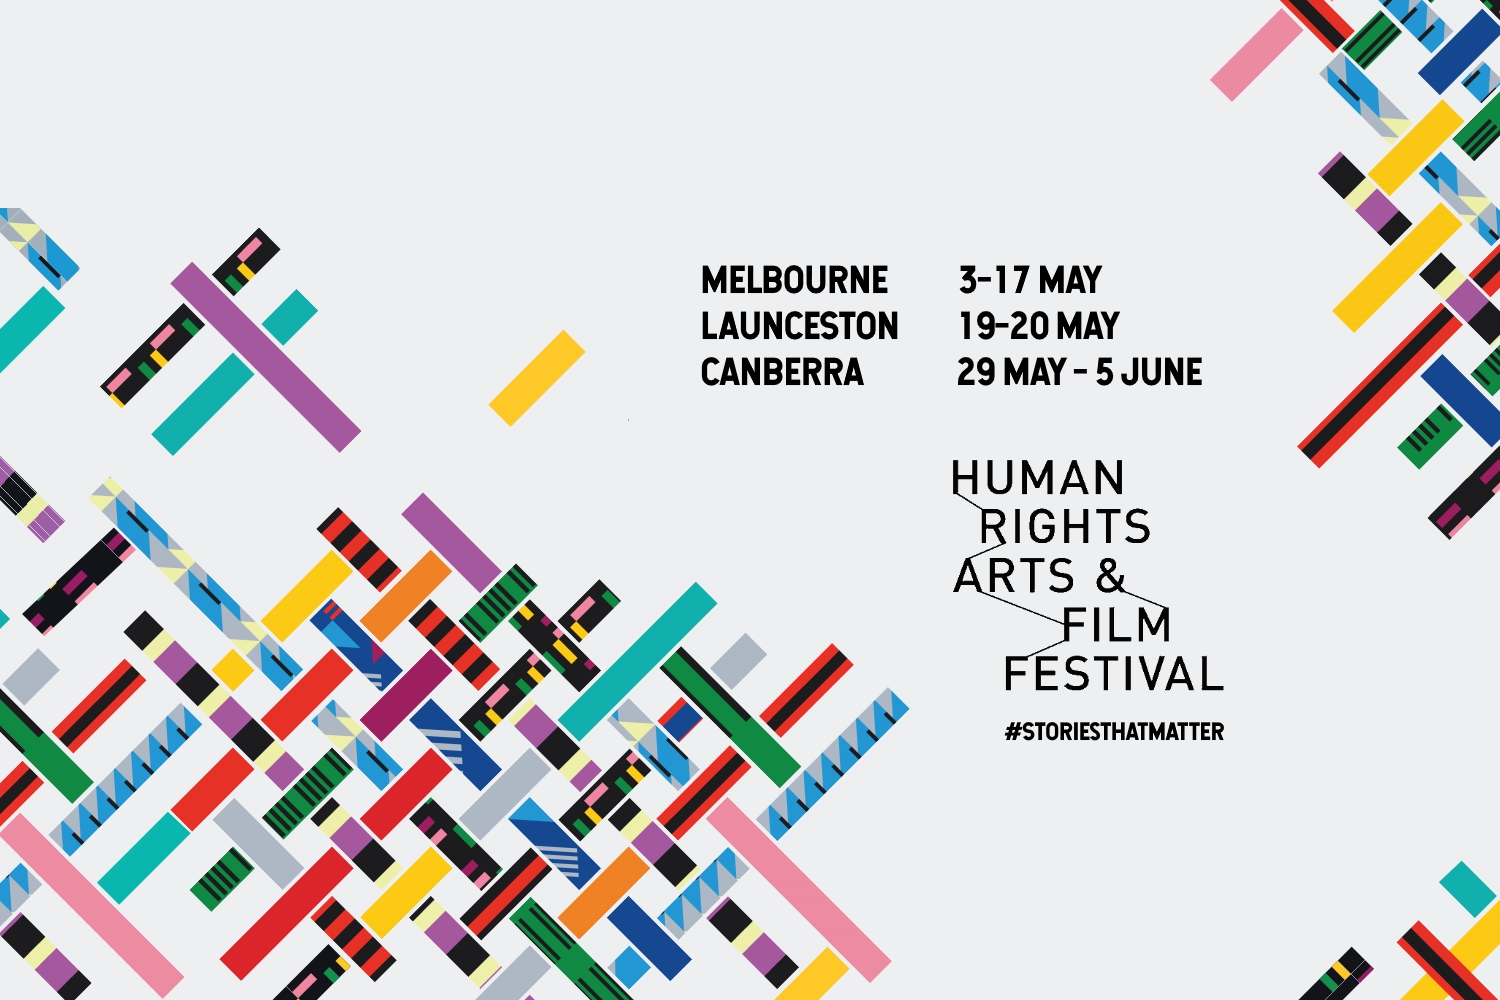 MELBOURNE 3-17 MAY
LAUNCESTON 19-20 MAY
CANBERRA 29 MAY - 5 JUNE
HUMAN
RIGHTS
ARTS &
FILM
FESTIVAL
#STORIESTHATMATTER